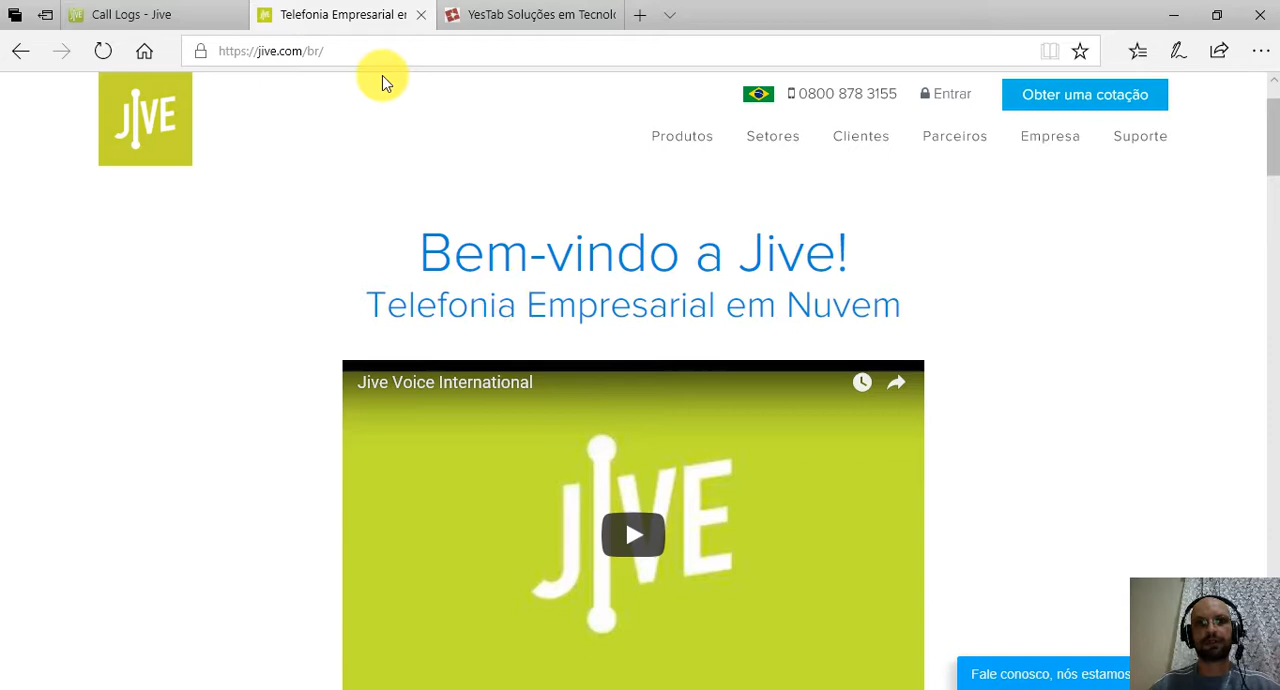 Call Logs - Jive
Telefonia Empresarial em
YesTab Soluções em Tecnolo
https://jive.com/br/
JIVE
0800 878 3155
Entrar
Obter uma cotação
Produtos
Setores
Clientes
Parceiros
Empresa
Suporte
Bem-vindo a Jive!
Telefonia Empresarial em Nuvem
Jive Voice International
JIVE
Fale conosco, nós estamos